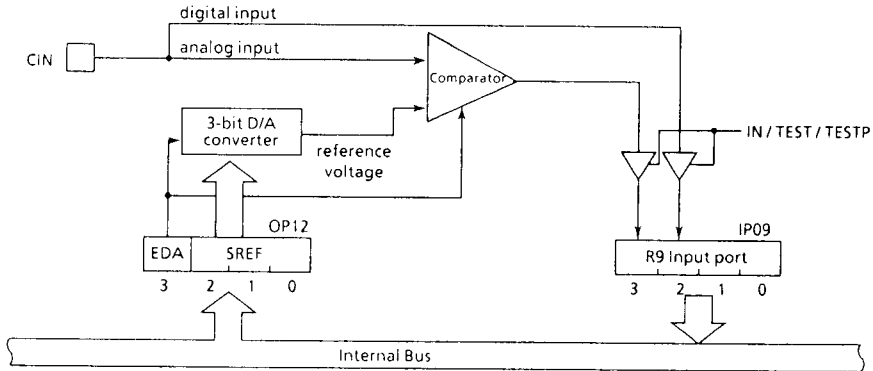 digital input
CIN
analog input
Comparator
3-bit D/A
converter
reference
voltage
IN / TEST / TESTP
OP12
IP09
EDA
SREF
R9 Input port
3
2
1
0
3
2
1
0
Internal Bus